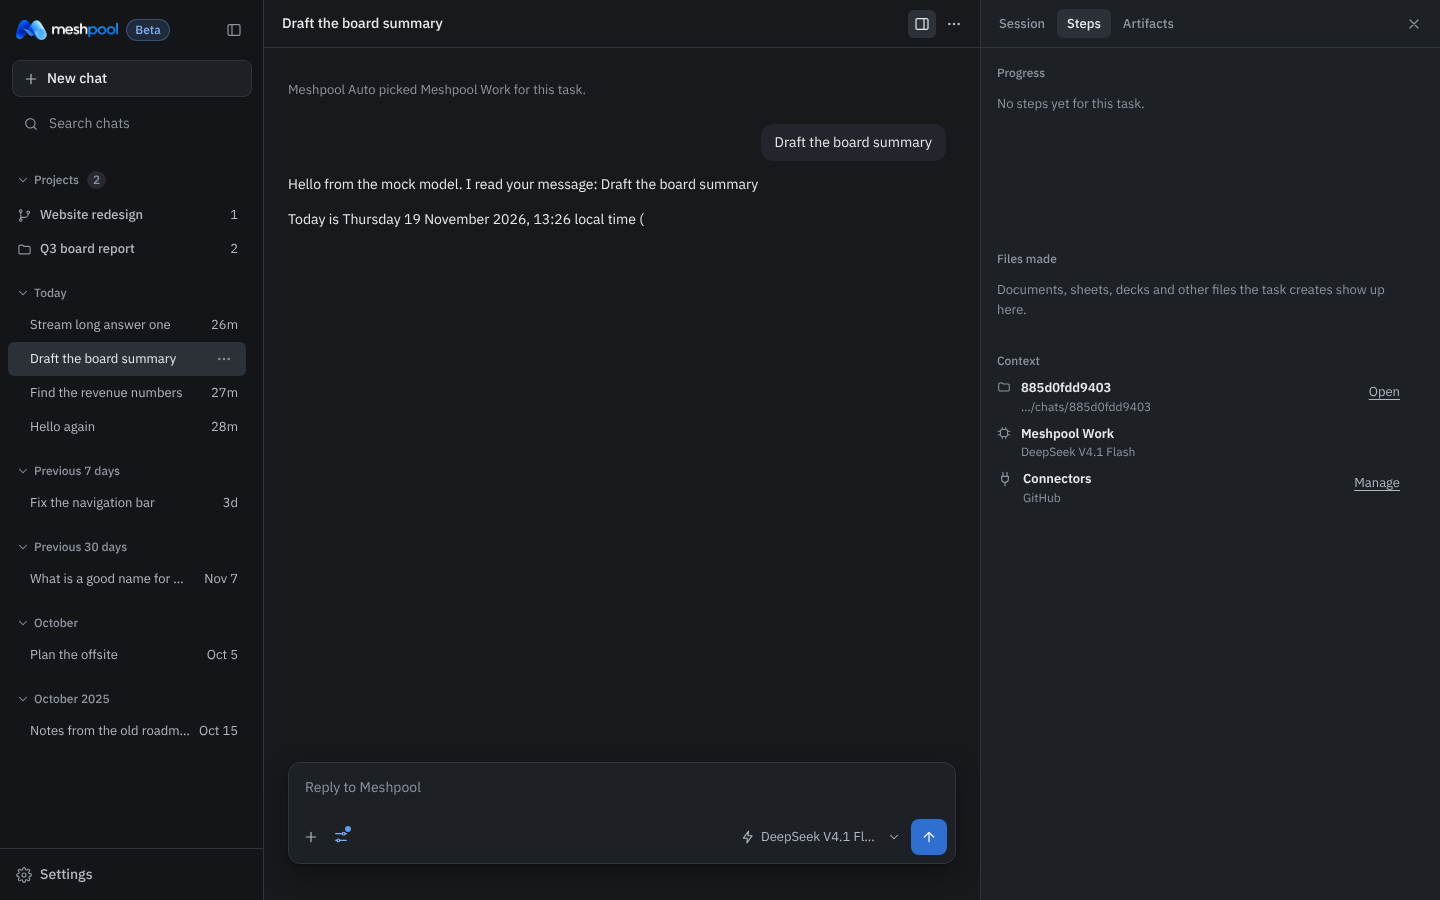 meshpool Beta
New chat
Search chats
Projects 2
Website redesign 1
Q3 board report 2
Today
Stream long answer one 26m
Draft the board summary ...
Find the revenue numbers 27m
Hello again 28m
Previous 7 days
Fix the navigation bar 3d
Previous 30 days
What is a good name for ... Nov 7
October
Plan the offsite Oct 5
October 2025
Notes from the old roadm... Oct 15
Settings
Draft the board summary
Meshpool Auto picked Meshpool Work for this task.
Draft the board summary
Hello from the mock model. I read your message: Draft the board summary
Today is Thursday 19 November 2026, 13:26 local time (
Reply to Meshpool
DeepSeek V4.1 Fl...
Session Steps Artifacts
Progress
No steps yet for this task.
Files made
Documents, sheets, decks and other files the task creates show up
here.
Context
885d0fdd9403
.../chats/885d0fdd9403
Open
Meshpool Work
DeepSeek V4.1 Flash
Connectors
GitHub
Manage